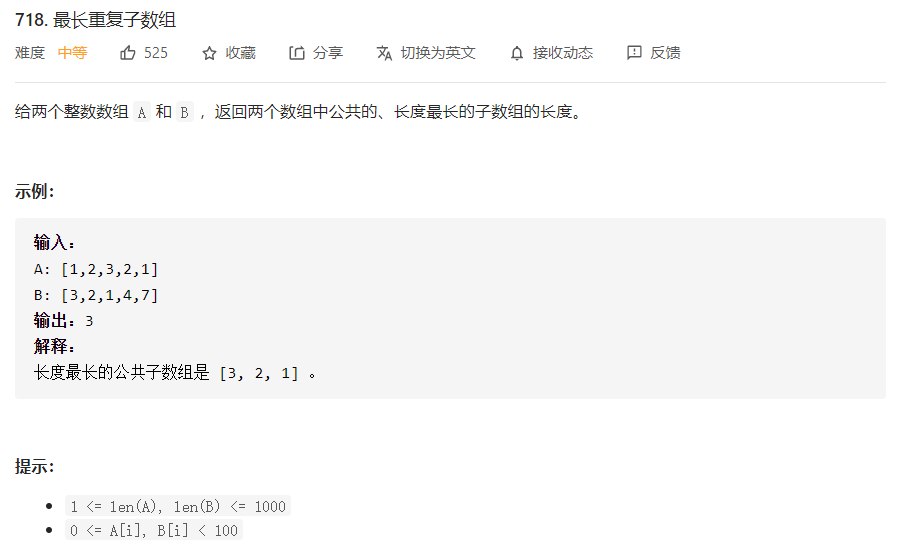 718. 最长重复子数组
难度 中等 525 收藏 分享 切换为英文 接收动态 反馈
给两个整数数组 A 和 B ，返回两个数组中公共的、长度最长的子数组的长度。
示例：
输入：
A: [1,2,3,2,1]
B: [3,2,1,4,7]
输出：3
解释：
长度最长的公共子数组是 [3, 2, 1] 。
提示：
1 <= len(A), len(B) <= 1000
0 <= A[i], B[i] < 100